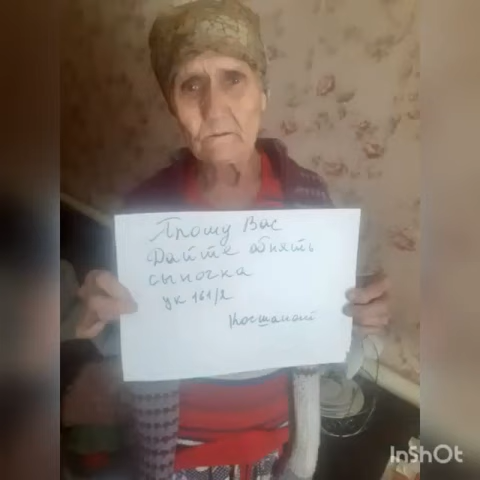 Прошу Вас
Дайте обнять
сыночка
ук 161/2
InShOt